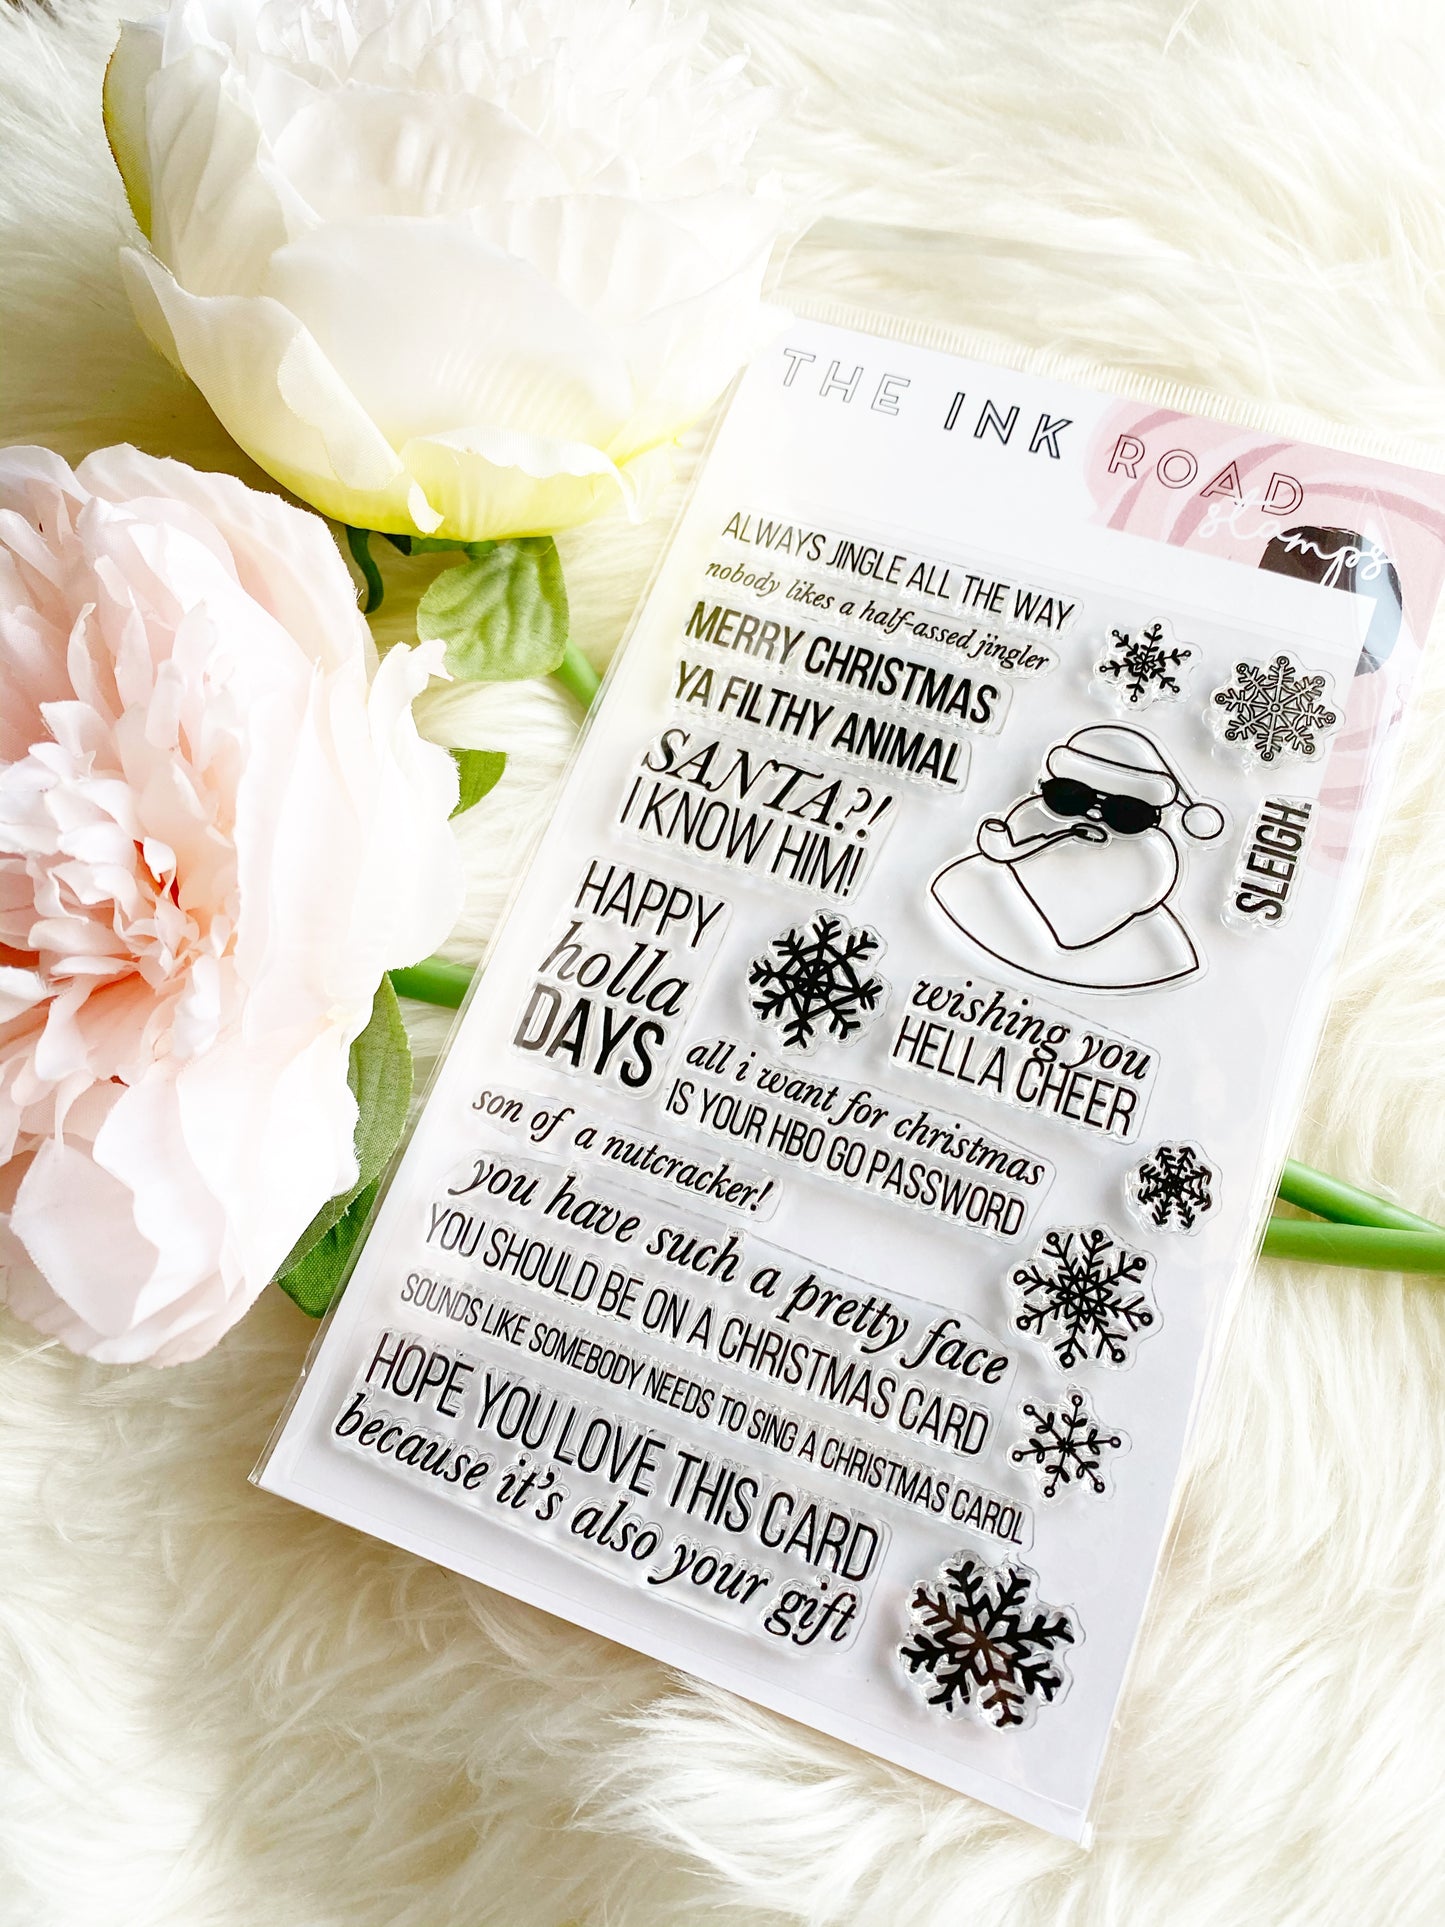 THE INK ROAD
stamps
ALWAYS JINGLE ALL THE WAY
nobody likes a half-assed jingler
MERRY CHRISTMAS
YA FILTHY ANIMAL
SANTA?!
I KNOW HIM!
SLEIGH.
HAPPY
holla
DAYS
wishing you
HELLA CHEER
all i want for christmas
IS YOUR HBO GO PASSWORD
son of a nutcracker!
you have such a pretty face
YOU SHOULD BE ON A CHRISTMAS CARD
SOUNDS LIKE SOMEBODY NEEDS TO SING A CHRISTMAS CAROL
HOPE YOU LOVE THIS CARD
because it's also your gift